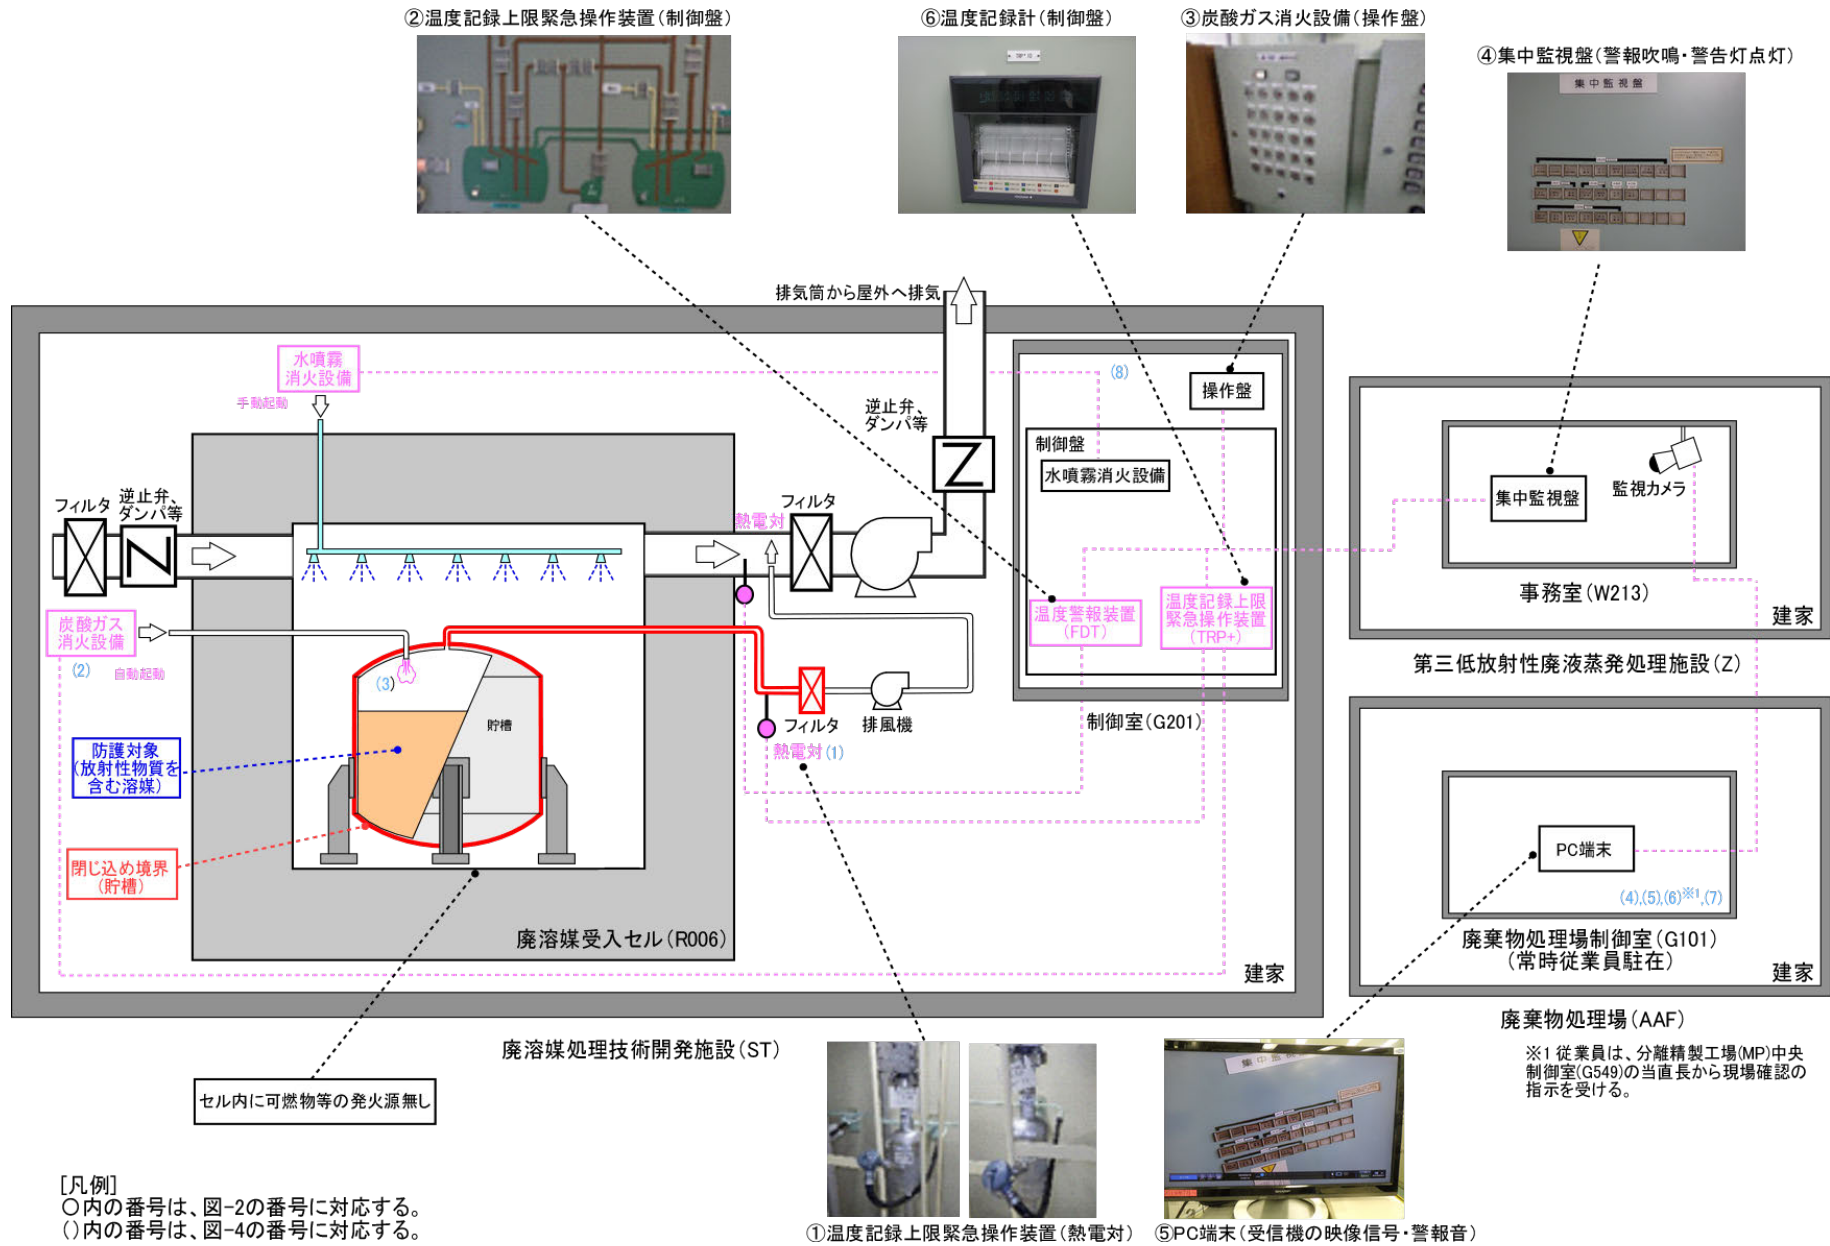 ②温度記録上限緊急操作装置(制御盤)
⑥温度記録計(制御盤)
③炭酸ガス消火設備(操作盤)
④集中監視盤(警報吹鳴・警告灯点灯)
集中監視盤
排気筒から屋外へ排気
水噴霧
消火設備
手動起動
(8)
操作盤
逆止弁、
ダンパ等
制御盤
水噴霧消火設備
フィルタ
逆止弁、
ダンパ等
熱電対
フィルタ
集中監視盤
監視カメラ
事務室(W213)
建家
第三低放射性廃液蒸発処理施設(Z)
温度警報装置
(FDT)
温度記録上限
緊急操作装置
(TRP+)
炭酸ガス
消火設備
(2)
自動起動
(3)
貯槽
フィルタ
排風機
熱電対(1)
制御室(G201)
防護対象
(放射性物質を
含む溶媒)
閉じ込め境界
(貯槽)
廃溶媒受入セル(R006)
建家
PC端末
(4),(5),(6)※1,(7)
廃棄物処理場制御室(G101)
(常時従業員駐在)
建家
廃棄物処理場(AAF)
廃溶媒処理技術開発施設(ST)
※1 従業員は、分離精製工場(MP)中央
制御室(G549)の当直長から現場確認の
指示を受ける。
セル内に可燃物等の発火源無し
集中監
[凡例]
○内の番号は、図-2の番号に対応する。
()内の番号は、図-4の番号に対応する。
①温度記録上限緊急操作装置(熱電対)
⑤PC端末(受信機の映像信号・警報音)